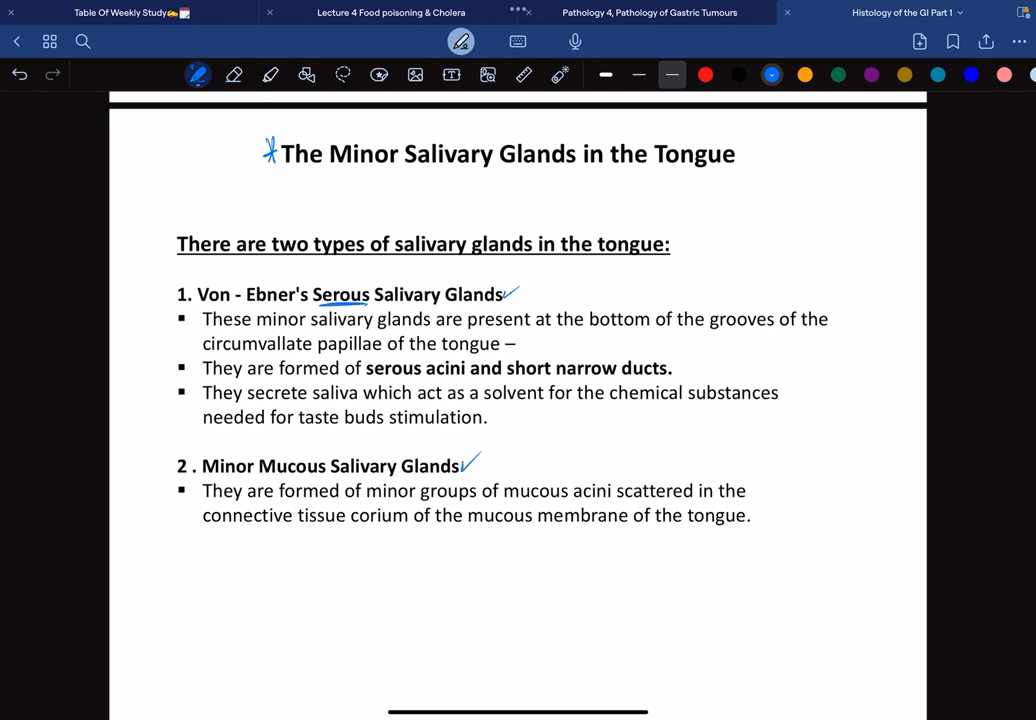 Table Of Weekly Study✍️🗓️
Lecture 4 Food poisoning & Cholera
Pathology 4, Pathology of Gastric Tumours
Histology of the GI Part 1
The Minor Salivary Glands in the Tongue
There are two types of salivary glands in the tongue:
1. Von - Ebner's Serous Salivary Glands
▪ These minor salivary glands are present at the bottom of the grooves of the
circumvallate papillae of the tongue –
▪ They are formed of serous acini and short narrow ducts.
▪ They secrete saliva which act as a solvent for the chemical substances
needed for taste buds stimulation.
2 . Minor Mucous Salivary Glands
▪ They are formed of minor groups of mucous acini scattered in the
connective tissue corium of the mucous membrane of the tongue.